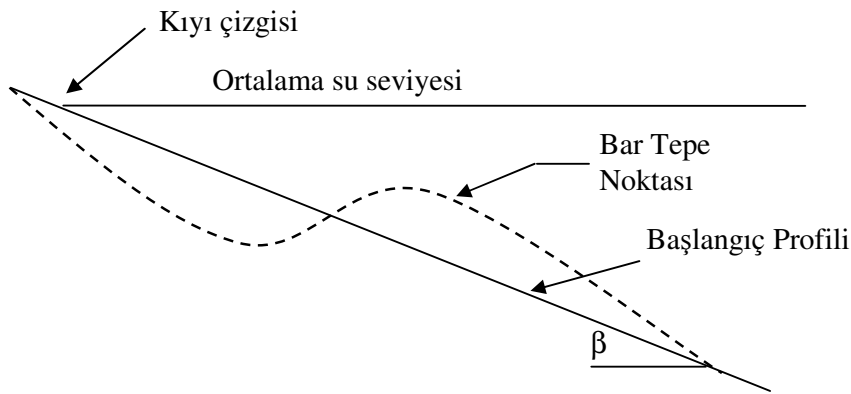 Kıyı çizgisi
Ortalama su seviyesi
Bar Tepe
Noktası
Başlangıç Profili
β